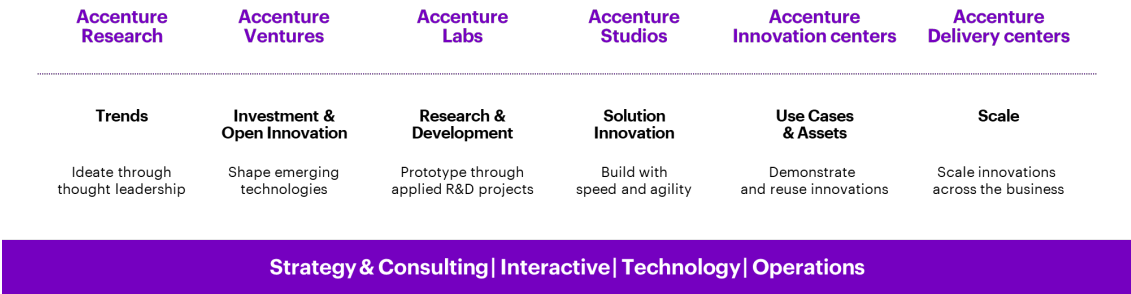 Accenture
Research
Accenture
Ventures
Accenture
Labs
Accenture
Studios
Accenture
Innovation centers
Accenture
Delivery centers
Trends
Investment &
Open Innovation
Research &
Development
Solution
Innovation
Use Cases
& Assets
Scale
Ideate through
thought leadership
Shape emerging
technologies
Prototype through
applied R&D projects
Build with
speed and agility
Demonstrate
and reuse innovations
Scale innovations
across the business
Strategy & Consulting| Interactive| Technology| Operations